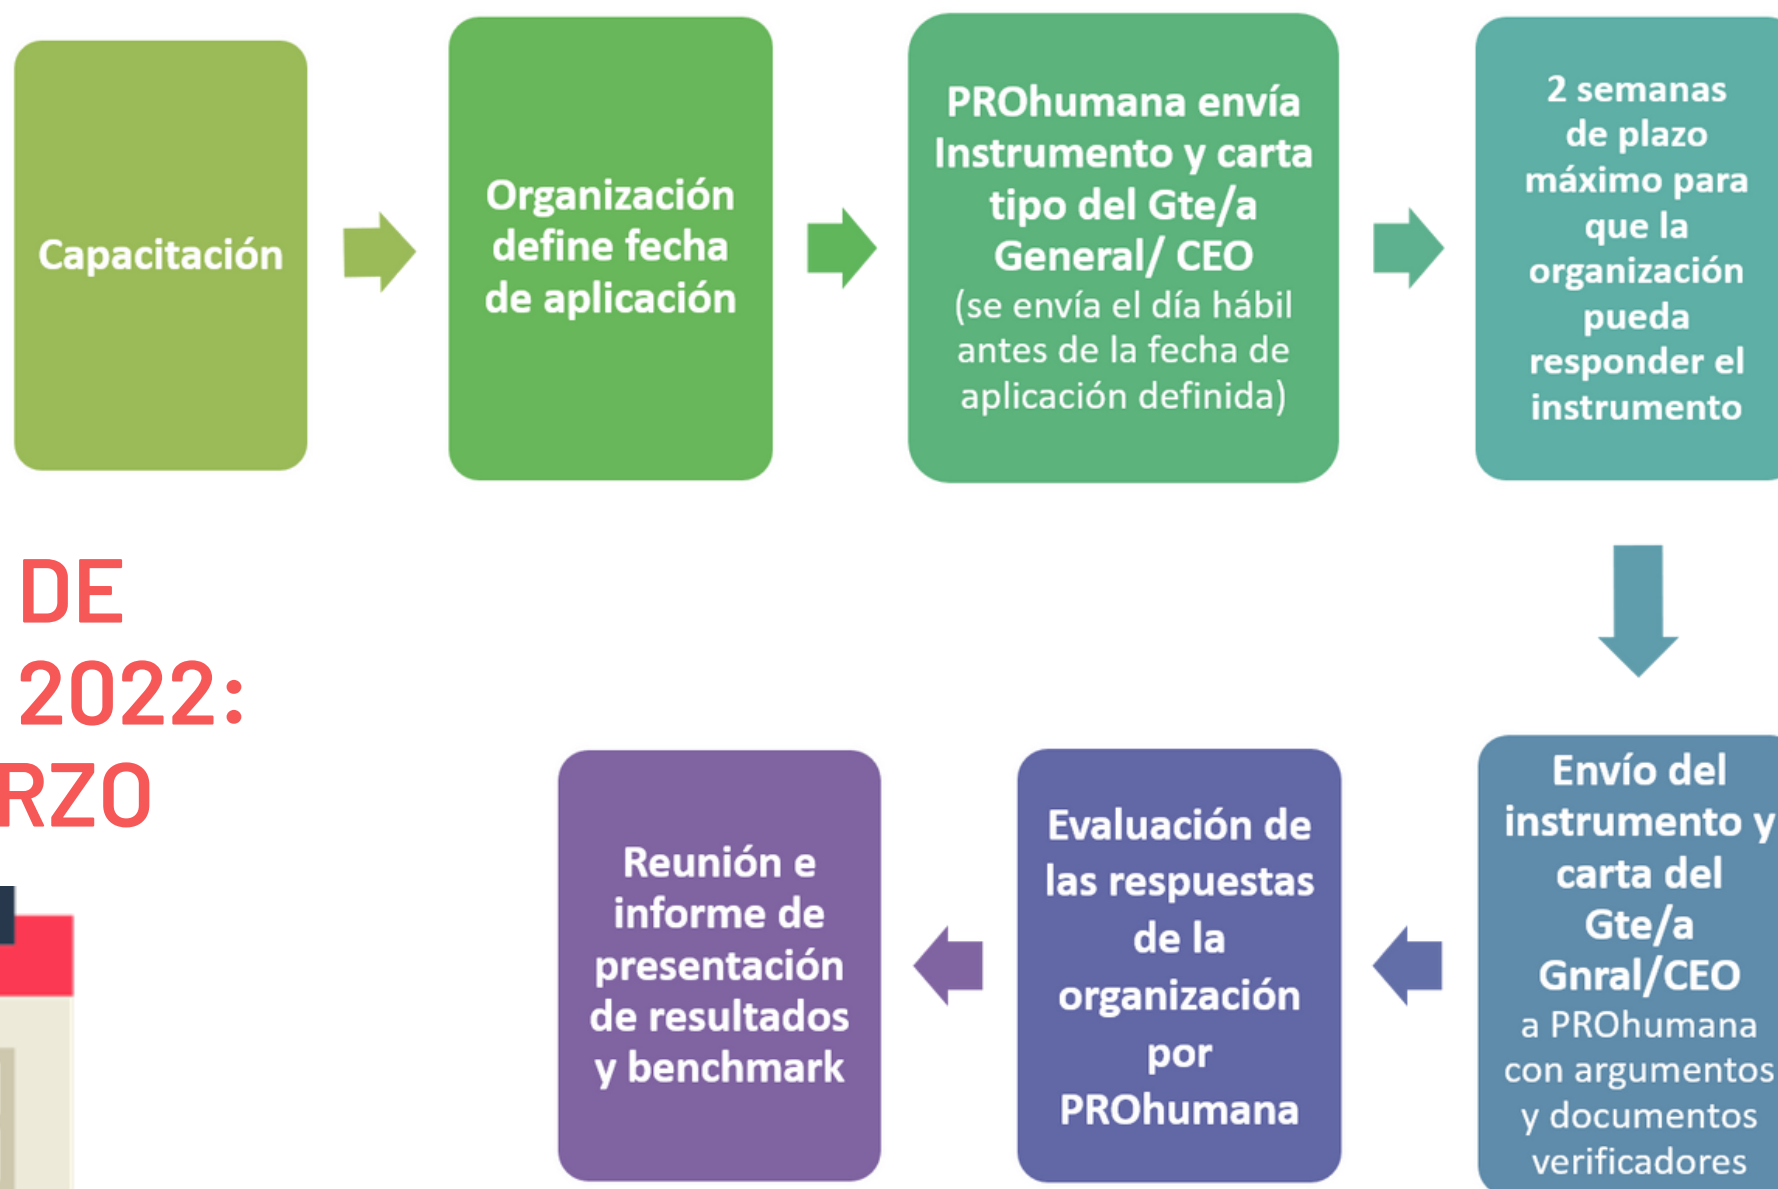 Capacitación
Organización
define fecha
de aplicación
PROhumana envía
Instrumento y carta
tipo del Gte/a
General/ CEO
(se envía el día hábil
antes de la fecha de
aplicación definida)
2 semanas
de plazo
máximo para
que la
organización
pueda
responder el
instrumento
DE
2022:
RZO
Envío del
instrumento y
carta del
Gte/a
Gnral/CEO
a PROhumana
con argumentos
y documentos
verificadores
Evaluación de
las respuestas
de la
organización
por
PROhumana
Reunión e
informe de
presentación
de resultados
y benchmark